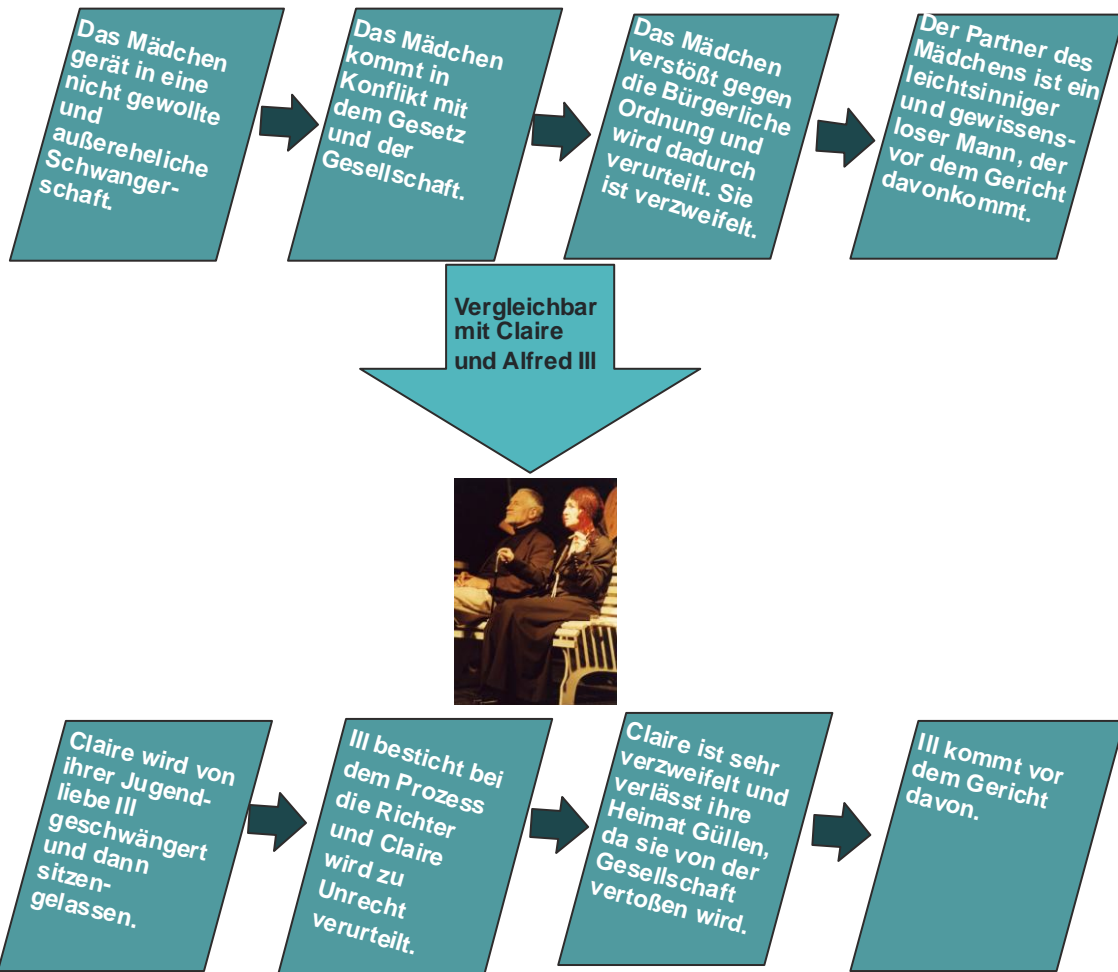 Das Mädchen
gerät in eine
nicht gewollte
und
außereheliche
Schwanger-
schaft.
Das Mädchen
kommt in
Konflikt mit
dem Gesetz
und der
Gesellschaft.
Das Mädchen
verstößt gegen
die Bürgerliche
Ordnung und
wird dadurch
verurteilt. Sie
ist verzweifelt.
Der Partner des
Mädchens ist ein
leichtsinniger
und gewissens-
loser Mann, der
vor dem Gericht
davonkommt.
Vergleichbar
mit Claire
und Alfred Ill
Claire wird von
ihrer Jugend-
liebe Ill
geschwängert
und dann
sitzen-
gelassen.
Ill besticht bei
dem Prozess
die Richter
und Claire
wird zu
Unrecht
verurteilt.
Claire ist sehr
verzweifelt und
verlässt ihre
Heimat Güllen,
da sie von der
Gesellschaft
vertoßen wird.
Ill kommt vor
dem Gericht
davon.